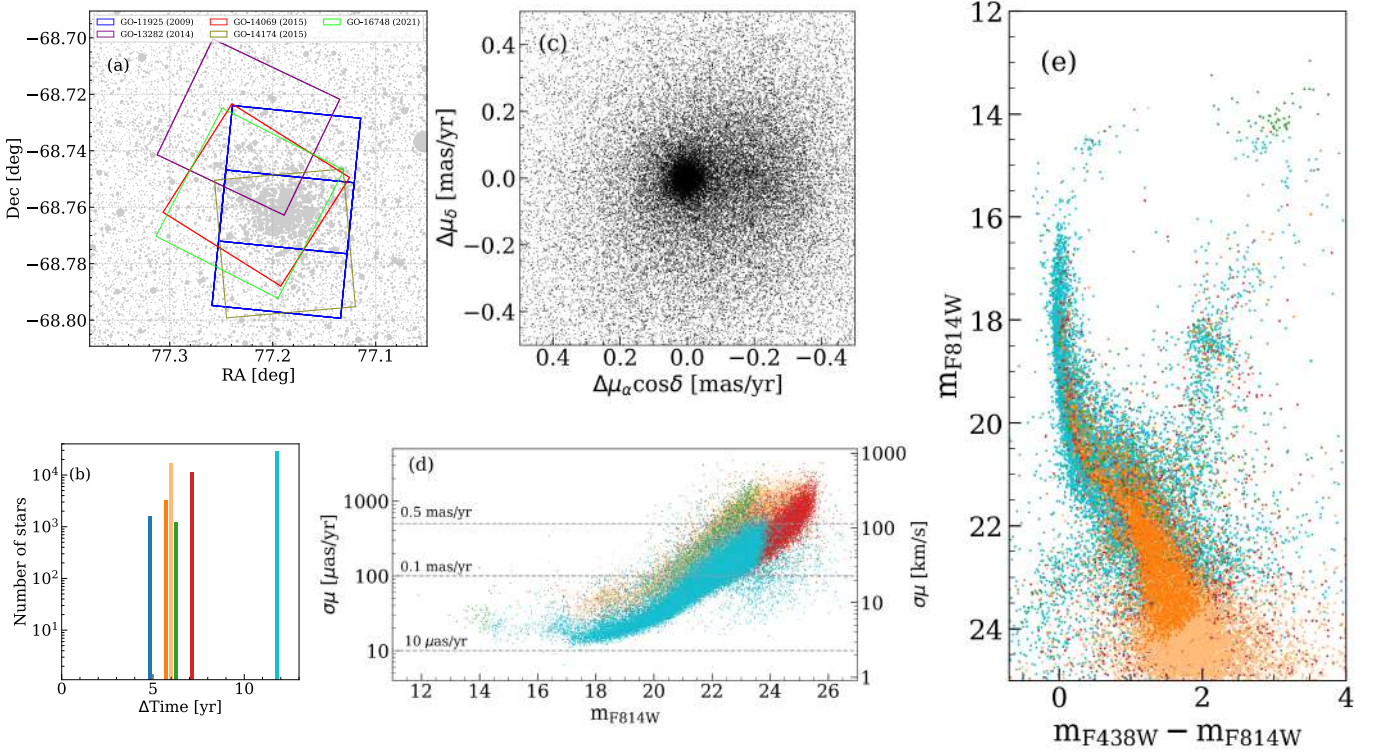 GO-11925 (2009) GO-14069 (2015) GO-16748 (2021)
GO-13282 (2014) GO-14174 (2015)
(a)
−68.70
−68.72
−68.74
−68.76
−68.78
−68.80
Dec [deg]
77.3 77.2 77.1
RA [deg]
(c)
0.4
0.2
0.0
−0.2
−0.4
Δμδ [mas/yr]
0.4 0.2 0.0 -0.2 -0.4
Δμαcosδ [mas/yr]
(e)
12
14
16
18
20
22
24
mF814W
0 2 4
mF438W − mF814W
(b)
10⁴
10³
10²
10¹
Number of stars
0 5 10
ΔTime [yr]
(d)
1000
100
10
σμ [μas/yr]
0.5 mas/yr
0.1 mas/yr
10 μas/yr
1000
100
10
1
σμ [km/s]
12 14 16 18 20 22 24 26
mF814W